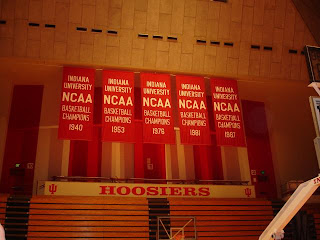 INDIANA
UNIVERSITY
NCAA
BASKETBALL
CHAMPIONS
1940
INDIANA
UNIVERSITY
NCAA
BASKETBALL
CHAMPIONS
1953
INDIANA
UNIVERSITY
NCAA
BASKETBALL
CHAMPIONS
1976
INDIANA
UNIVERSITY
NCAA
BASKETBALL
CHAMPIONS
1981
INDIANA
UNIVERSITY
NCAA
BASKETBALL
CHAMPIONS
1987
HOOSIERS